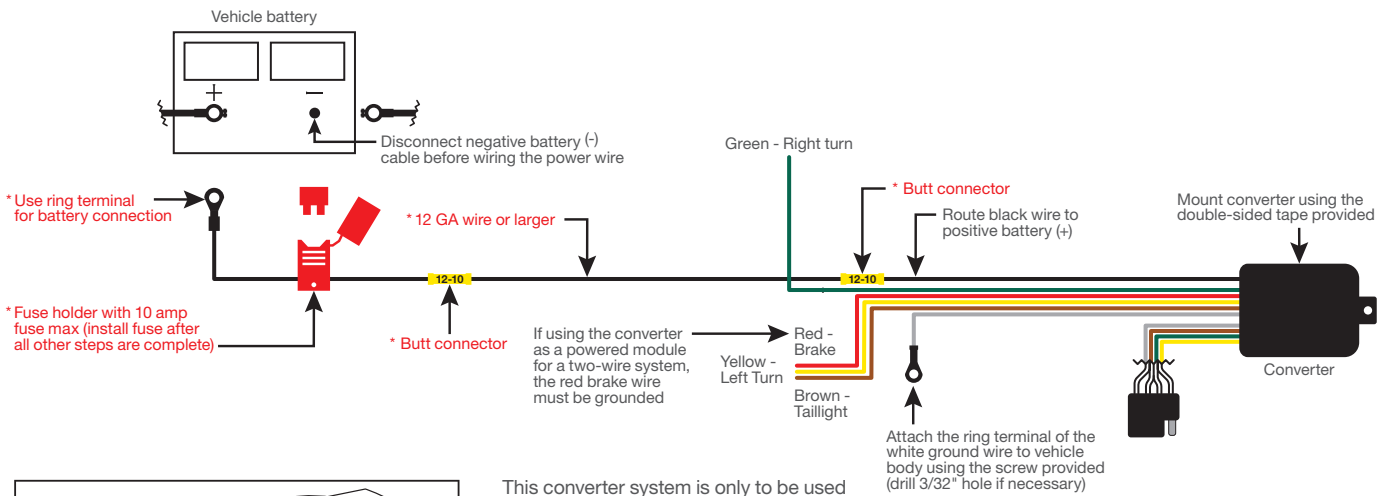 Vehicle battery
+
−
Disconnect negative battery (-)
cable before wiring the power wire
Green - Right turn
* Use ring terminal
for battery connection
* 12 GA wire or larger
* Butt connector
Route black wire to
positive battery (+)
Mount converter using the
double-sided tape provided
12-10
12-10
* Fuse holder with 10 amp
fuse max (install fuse after
all other steps are complete)
* Butt connector
If using the converter
as a powered module
for a two-wire system,
the red brake wire
must be grounded
Red -
Brake
Yellow -
Left Turn
Brown -
Taillight
Converter
Attach the ring terminal of the
white ground wire to vehicle
body using the screw provided
(drill 3/32" hole if necessary)
This converter system is only to be used